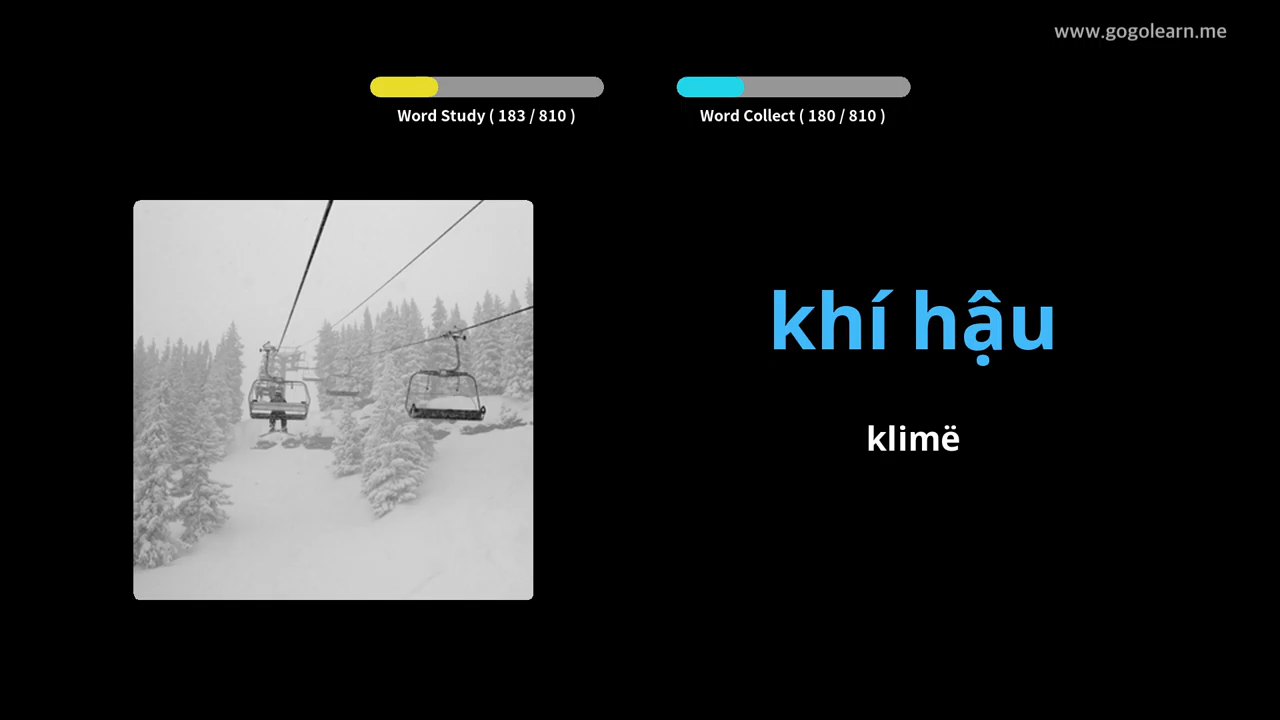 www.gogolearn.me
Word Study ( 183 / 810 )
Word Collect ( 180 / 810 )
khí hậu
klimë